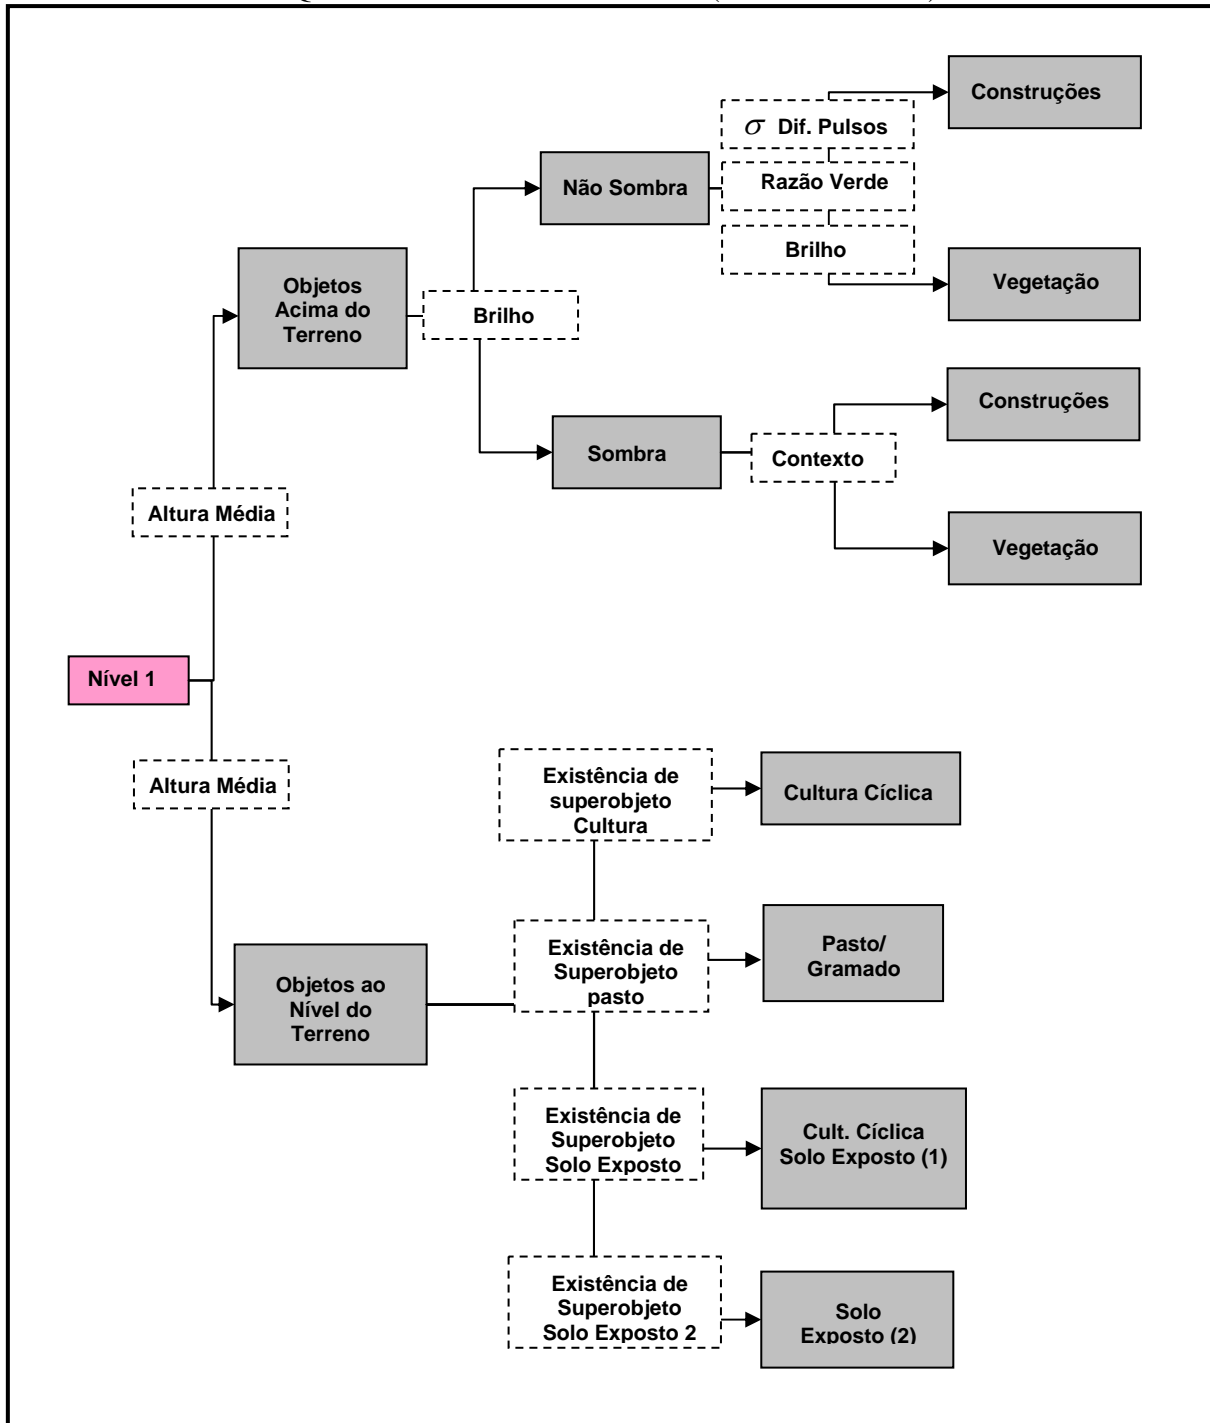 Construções
σ Dif. Pulsos
Não Sombra
Razão Verde
Brilho
Vegetação
Objetos
Acima do
Terreno
Brilho
Construções
Sombra
Contexto
Vegetação
Altura Média
Nível 1
Altura Média
Existência de
superobjeto
Cultura
Cultura Cíclica
Existência de
Superobjeto
pasto
Pasto/
Gramado
Objetos ao
Nível do
Terreno
Existência de
Superobjeto
Solo Exposto
Cult. Cíclica
Solo Exposto (1)
Existência de
Superobjeto
Solo Exposto 2
Solo
Exposto (2)